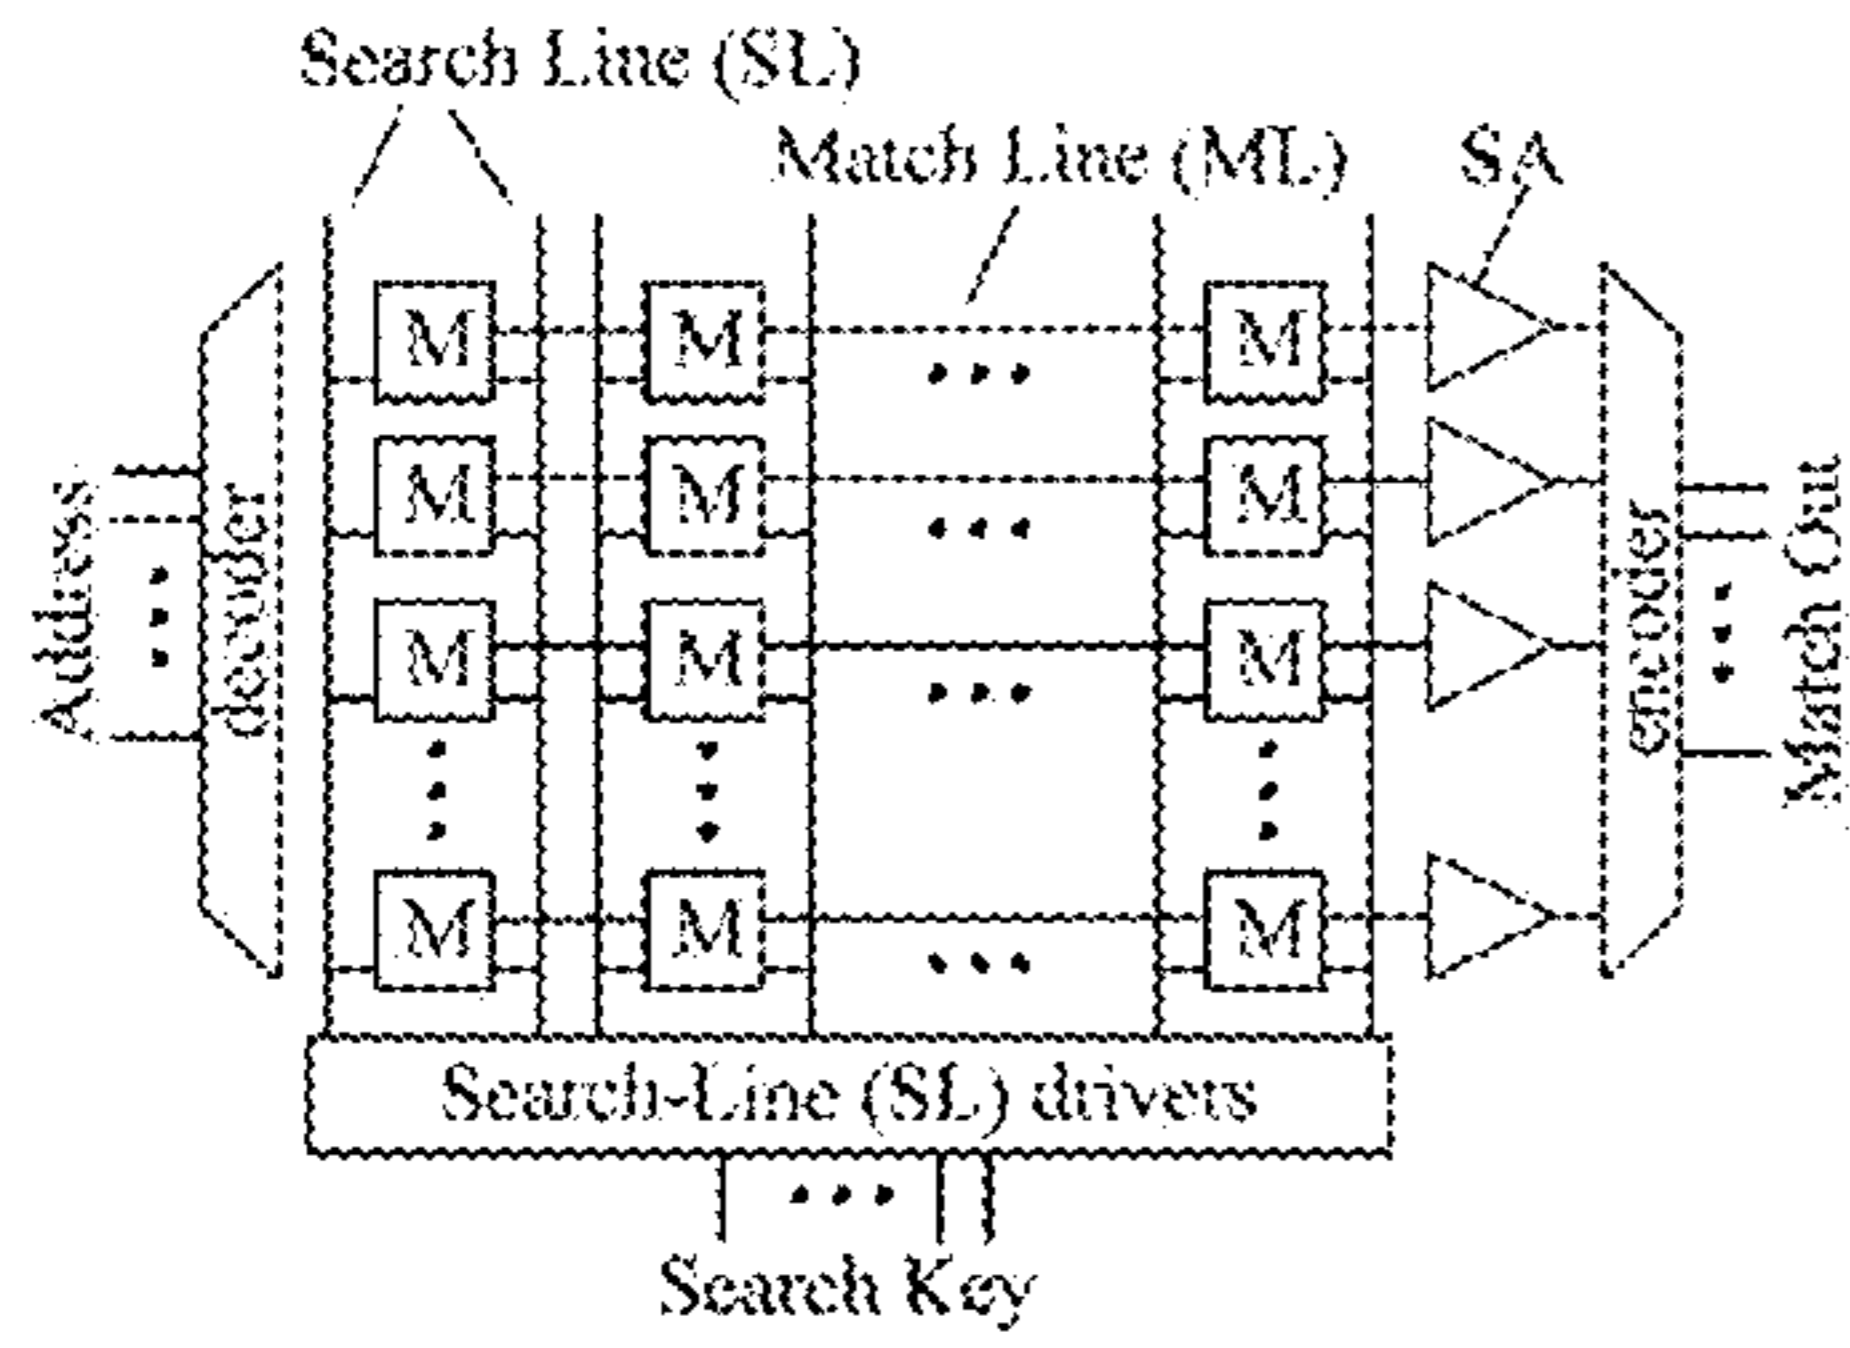 Search Line (SL)
Match Line (ML)
SA
M M M
M M M
M M M
M M M
Address
decoder
encoder
Match Out
Search-Line (SL) drivers
Search Key